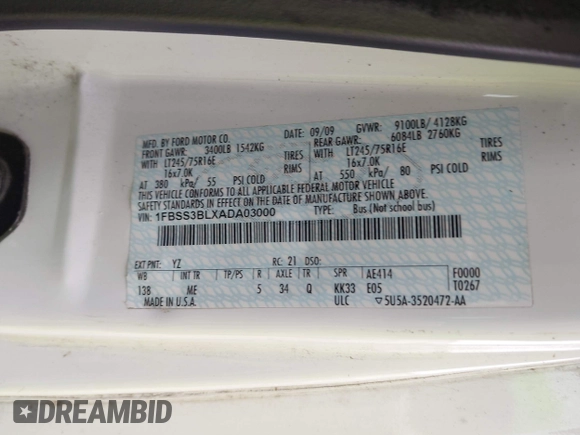 MFD. BY FORD MOTOR CO.
DATE: 09/09 GVWR: 9100LB/ 4128KG
FRONT GAWR: 3400LB 1542KG
REAR GAWR: 6084LB 2760KG
WITH LT245/75R16E TIRES
WITH LT245/75R16E TIRES
16x7.0K
16x7.0K
AT 380 kPa/ 55 PSI COLD
AT 550 kPa/ 80 PSI COLD
THIS VEHICLE CONFORMS TO ALL APPLICABLE FEDERAL MOTOR VEHICLE
SAFETY STANDARDS IN EFFECT ON THE DATE OF MANUFACTURE SHOWN ABOVE.
VIN: 1FBSS3BLXADA03000 TYPE: Bus (Not school bus)
EXT PNT: YZ RC: 21 DSO:
WB INT TR TP/PS R AXLE TR SPR AE414 F0000
138 ME 5 34 Q KK33 E05 T0267
MADE IN U.S.A. ULC ▽5U5A-3520472-AA
DREAMBID